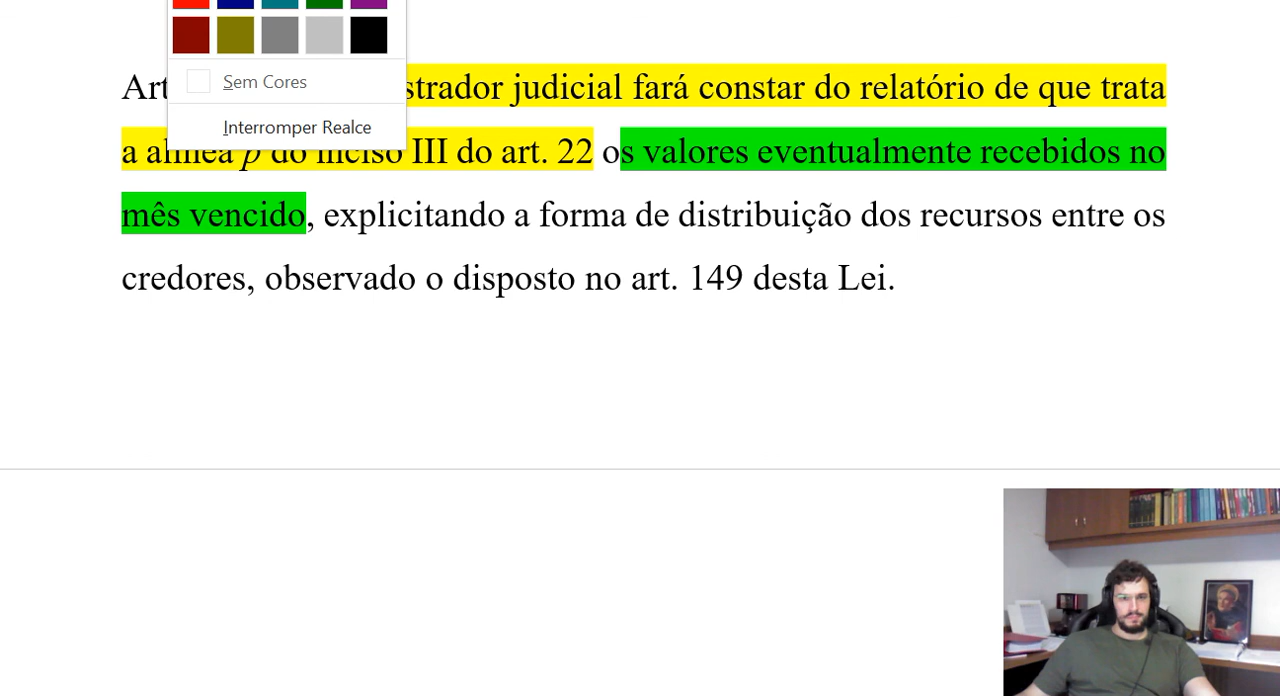 Sem Cores
Interromper Realce
Art strador judicial fará constar do relatório de que trata
a alínea p do inciso III do art. 22 os valores eventualmente recebidos no
mês vencido, explicitando a forma de distribuição dos recursos entre os
credores, observado o disposto no art. 149 desta Lei.